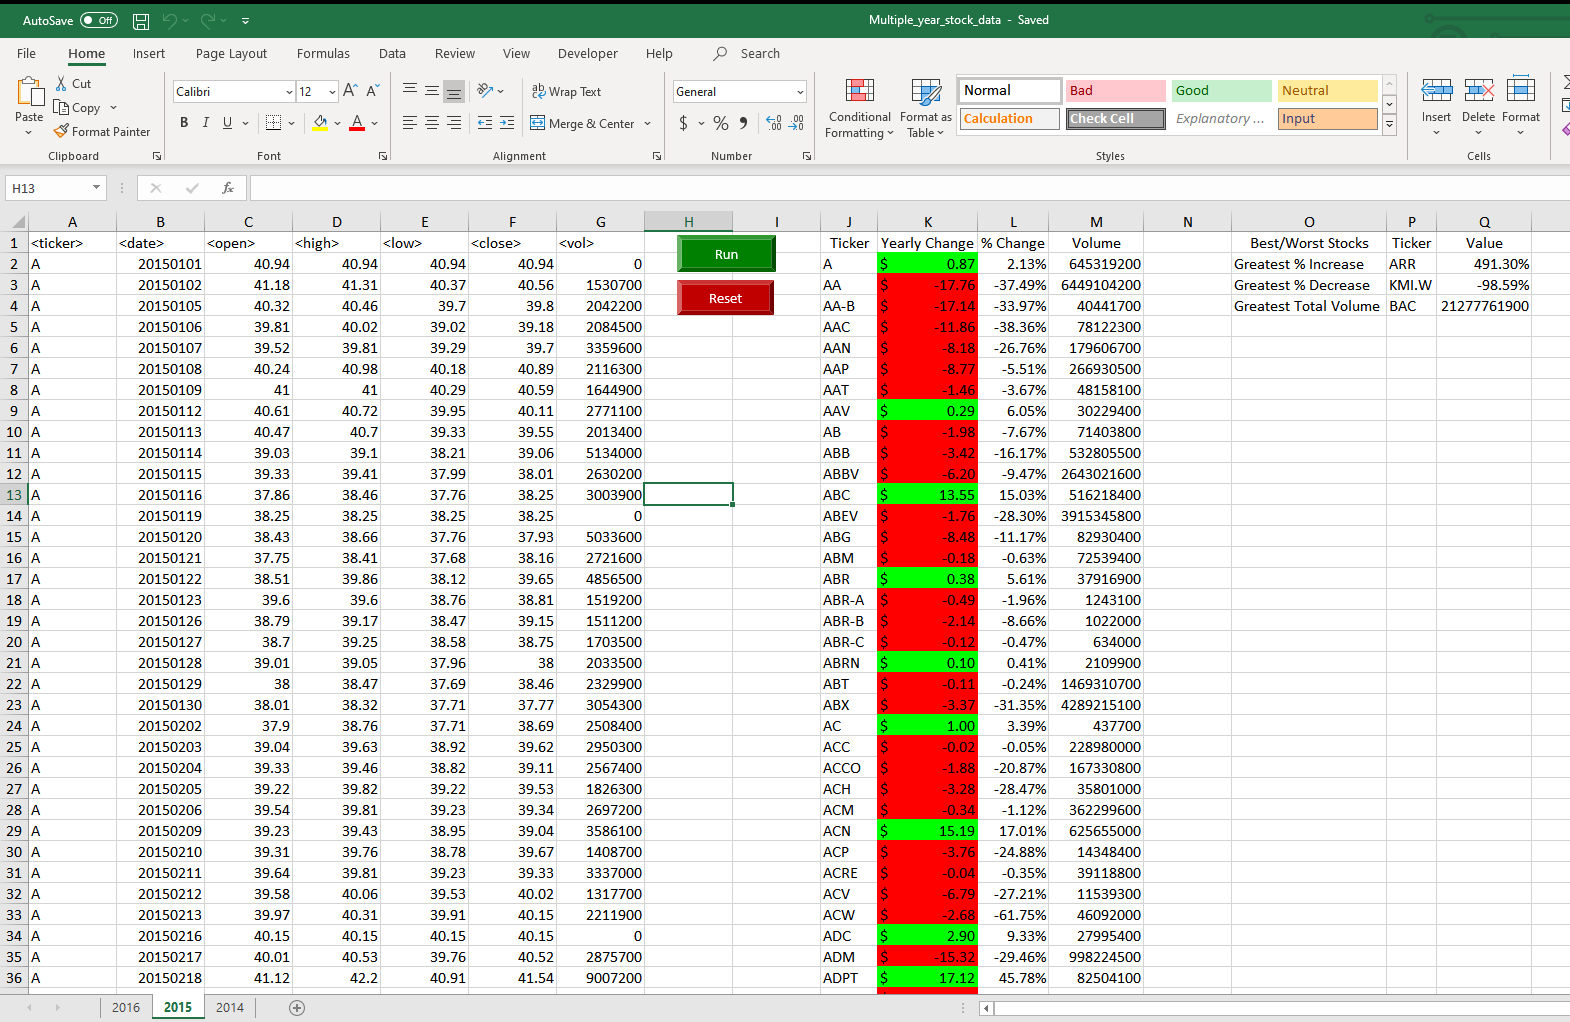 AutoSave Off Multiple_year_stock_data - Saved
File Home Insert Page Layout Formulas Data Review View Developer Help Search
Paste Cut Copy Format Painter Clipboard
Calibri 12 A A B I U A Font
ab Wrap Text Merge & Center Alignment
General $ % Number
Conditional Formatting Format as Table
Normal Bad Good Neutral
Calculation Check Cell Explanatory ... Input
Styles
Insert Delete Format
Cells
H13 fx
A B C D E F G H I J K L M N O P Q
1 <ticker> <date> <open> <high> <low> <close> <vol> Ticker Yearly Change % Change Volume Best/Worst Stocks Ticker Value
Run
2 A 20150101 40.94 40.94 40.94 40.94 0 A $ 0.87 2.13% 645319200 Greatest % Increase ARR 491.30%
3 A 20150102 41.18 41.31 40.37 40.56 1530700 AA $ -17.76 -37.49% 6449104200 Greatest % Decrease KMI.W -98.59%
Reset
4 A 20150105 40.32 40.46 39.7 39.8 2042200 AA-B $ -17.14 -33.97% 40441700 Greatest Total Volume BAC 21277761900
5 A 20150106 39.81 40.02 39.02 39.18 2084500 AAC $ -11.86 -38.36% 78122300
6 A 20150107 39.52 39.81 39.29 39.7 3359600 AAN $ -8.18 -26.76% 179606700
7 A 20150108 40.24 40.98 40.18 40.89 2116300 AAP $ -8.77 -5.51% 266930500
8 A 20150109 41 41 40.29 40.59 1644900 AAT $ -1.46 -3.67% 48158100
9 A 20150112 40.61 40.72 39.95 40.11 2771100 AAV $ 0.29 6.05% 30229400
10 A 20150113 40.47 40.7 39.33 39.55 2013400 AB $ -1.98 -7.67% 71403800
11 A 20150114 39.03 39.1 38.21 39.06 5134000 ABB $ -3.42 -16.17% 532805500
12 A 20150115 39.33 39.41 37.99 38.01 2630200 ABBV $ -6.20 -9.47% 2643021600
13 A 20150116 37.86 38.46 37.76 38.25 3003900 ABC $ 13.55 15.03% 516218400
14 A 20150119 38.25 38.25 38.25 38.25 0 ABEV $ -1.76 -28.30% 3915345800
15 A 20150120 38.43 38.66 37.76 37.93 5033600 ABG $ -8.48 -11.17% 82930400
16 A 20150121 37.75 38.41 37.68 38.16 2721600 ABM $ -0.18 -0.63% 72539400
17 A 20150122 38.51 39.86 38.12 39.65 4856500 ABR $ 0.38 5.61% 37916900
18 A 20150123 39.6 39.6 38.76 38.81 1519200 ABR-A $ -0.49 -1.96% 1243100
19 A 20150126 38.79 39.17 38.47 39.15 1511200 ABR-B $ -2.14 -8.66% 1022000
20 A 20150127 38.7 39.25 38.58 38.75 1703500 ABR-C $ -0.12 -0.47% 634000
21 A 20150128 39.01 39.05 37.96 38 2033500 ABRN $ 0.10 0.41% 2109900
22 A 20150129 38 38.47 37.69 38.46 2329900 ABT $ -0.11 -0.24% 1469310700
23 A 20150130 38.01 38.32 37.71 37.77 3054300 ABX $ -3.37 -31.35% 4289215100
24 A 20150202 37.9 38.76 37.71 38.69 2508400 AC $ 1.00 3.39% 437700
25 A 20150203 39.04 39.63 38.92 39.62 2950300 ACC $ -0.02 -0.05% 228980000
26 A 20150204 39.33 39.46 38.82 39.11 2567400 ACCO $ -1.88 -20.87% 167330800
27 A 20150205 39.22 39.82 39.22 39.53 1826300 ACH $ -3.28 -28.47% 35801000
28 A 20150206 39.54 39.81 39.23 39.34 2697200 ACM $ -0.34 -1.12% 362299600
29 A 20150209 39.23 39.43 38.95 39.04 3586100 ACN $ 15.19 17.01% 625655000
30 A 20150210 39.31 39.76 38.78 39.67 1408700 ACP $ -3.76 -24.88% 14348400
31 A 20150211 39.64 39.81 39.23 39.33 3337000 ACRE $ -0.04 -0.35% 39118800
32 A 20150212 39.58 40.06 39.53 40.02 1317700 ACV $ -6.79 -27.21% 11539300
33 A 20150213 39.97 40.31 39.91 40.15 2211900 ACW $ -2.68 -61.75% 46092000
34 A 20150216 40.15 40.15 40.15 40.15 0 ADC $ 2.90 9.33% 27995400
35 A 20150217 40.01 40.53 39.76 40.52 2875700 ADM $ -15.32 -29.46% 998224500
36 A 20150218 41.12 42.2 40.91 41.54 9007200 ADPT $ 17.12 45.78% 82504100
2016 2015 2014